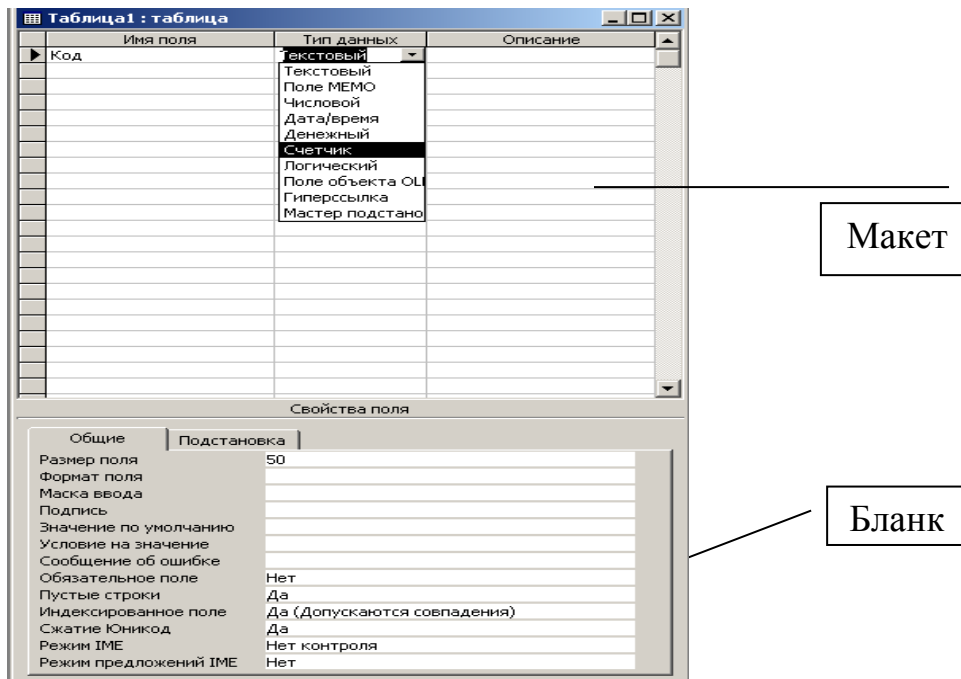 Таблица1 : таблица
Имя поля Тип данных Описание
Код Текстовый
Текстовый
Поле МЕМО
Числовой
Дата/время
Денежный
Счетчик
Логический
Поле объекта OLE
Гиперссылка
Мастер подстано
Макет
Свойства поля
Общие Подстановка
Размер поля 50
Формат поля
Маска ввода
Подпись
Значение по умолчанию
Условие на значение
Сообщение об ошибке
Обязательное поле Нет
Пустые строки Да
Индексированное поле Да (Допускаются совпадения)
Сжатие Юникод Да
Режим IME Нет контроля
Режим предложений IME Нет
Бланк